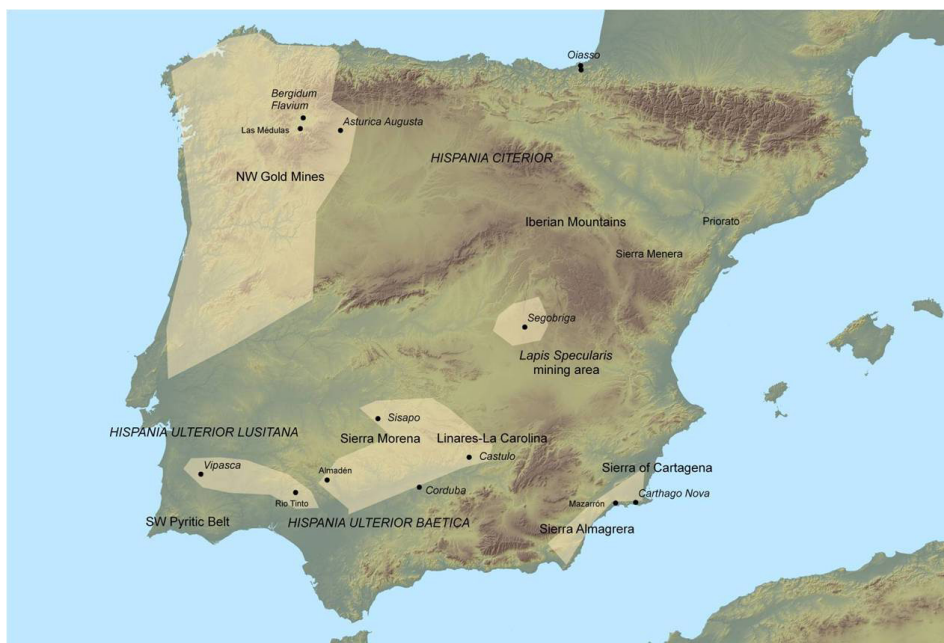 Oiasso
Bergidum
Flavium
Las Médulas
Asturica Augusta
HISPANIA CITERIOR
NW Gold Mines
Iberian Mountains
Priorato
Sierra Menera
Segobriga
Lapis Specularis
mining area
Sisapo
HISPANIA ULTERIOR LUSITANA
Sierra Morena
Linares-La Carolina
Castulo
Vipasca
Almadén
Sierra of Cartagena
Corduba
Carthago Nova
Rio Tinto
Mazarrón
SW Pyritic Belt
HISPANIA ULTERIOR BAETICA
Sierra Almagrera